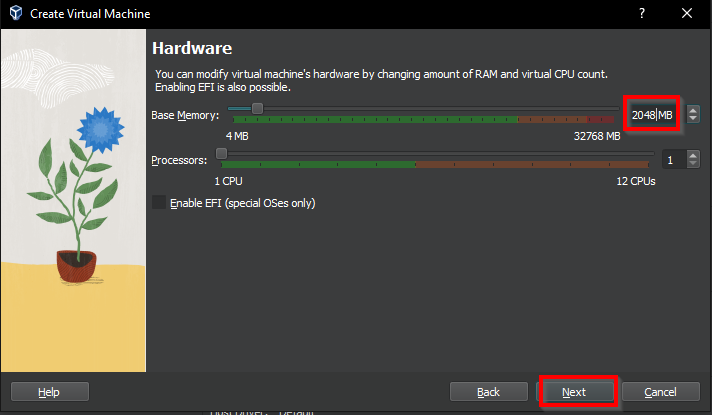 Create Virtual Machine
?
Hardware
You can modify virtual machine's hardware by changing amount of RAM and virtual CPU count.
Enabling EFI is also possible.
Base Memory: 2048 MB
4 MB 32768 MB
Processors: 1
1 CPU 12 CPUs
Enable EFI (special OSes only)
Help Back Next Cancel